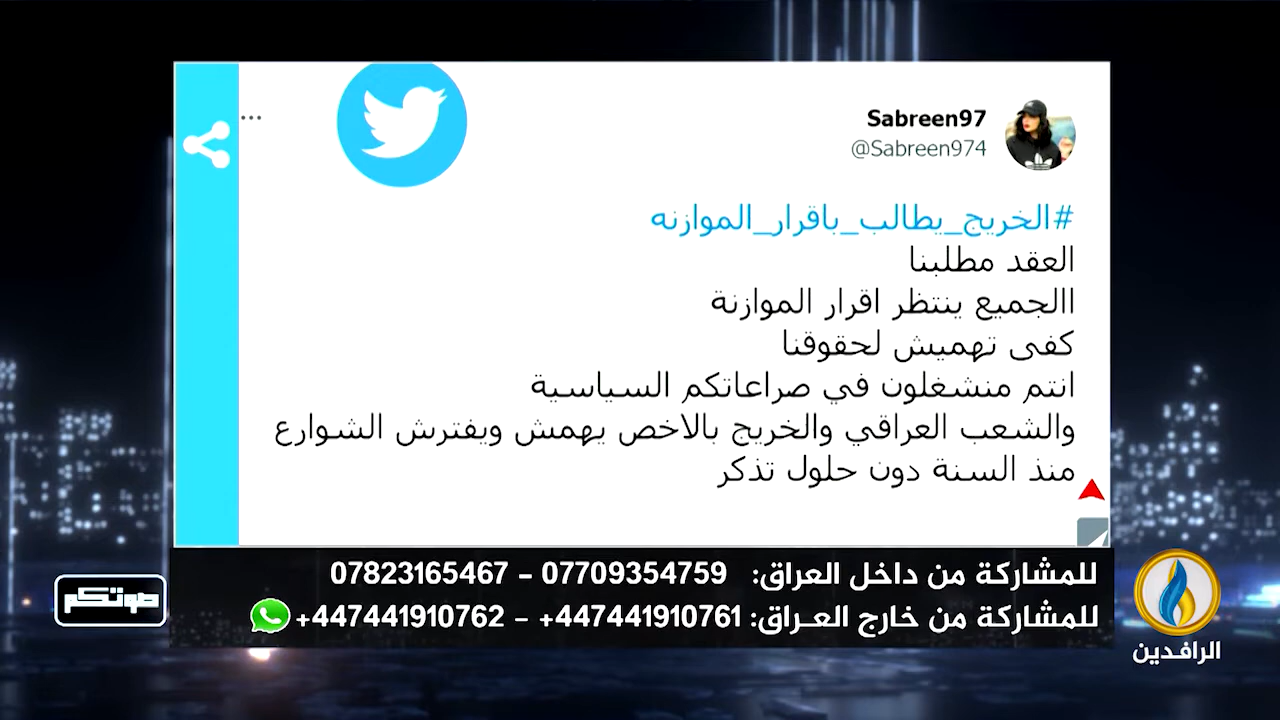 Sabreen97
@Sabreen974
#الخريج_يطالب_باقرار_الموازنه
العقد مطلبنا
االجميع ينتظر اقرار الموازنة
كفى تهميش لحقوقنا
انتم منشغلون في صراعاتكم السياسية
والشعب العراقي والخريج بالاخص يهمش ويفترش الشوارع
منذ السنة دون حلول تذكر
للمشاركة من داخل العراق: 07709354759 - 07823165467
للمشاركة من خارج العـراق: 447441910761+ - 447441910762+
صوتكم
الرافـدين